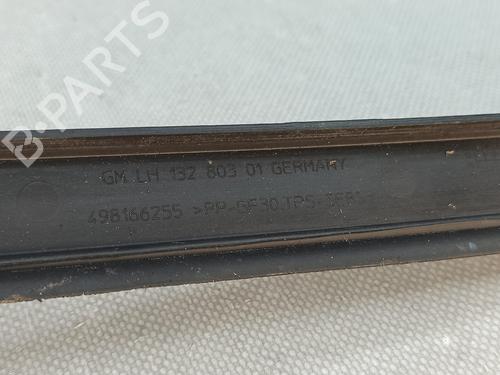 GM LH 132 803 01 GERMANY
498166255 >PP-GF30,TPS-SEBS
B-PARTS